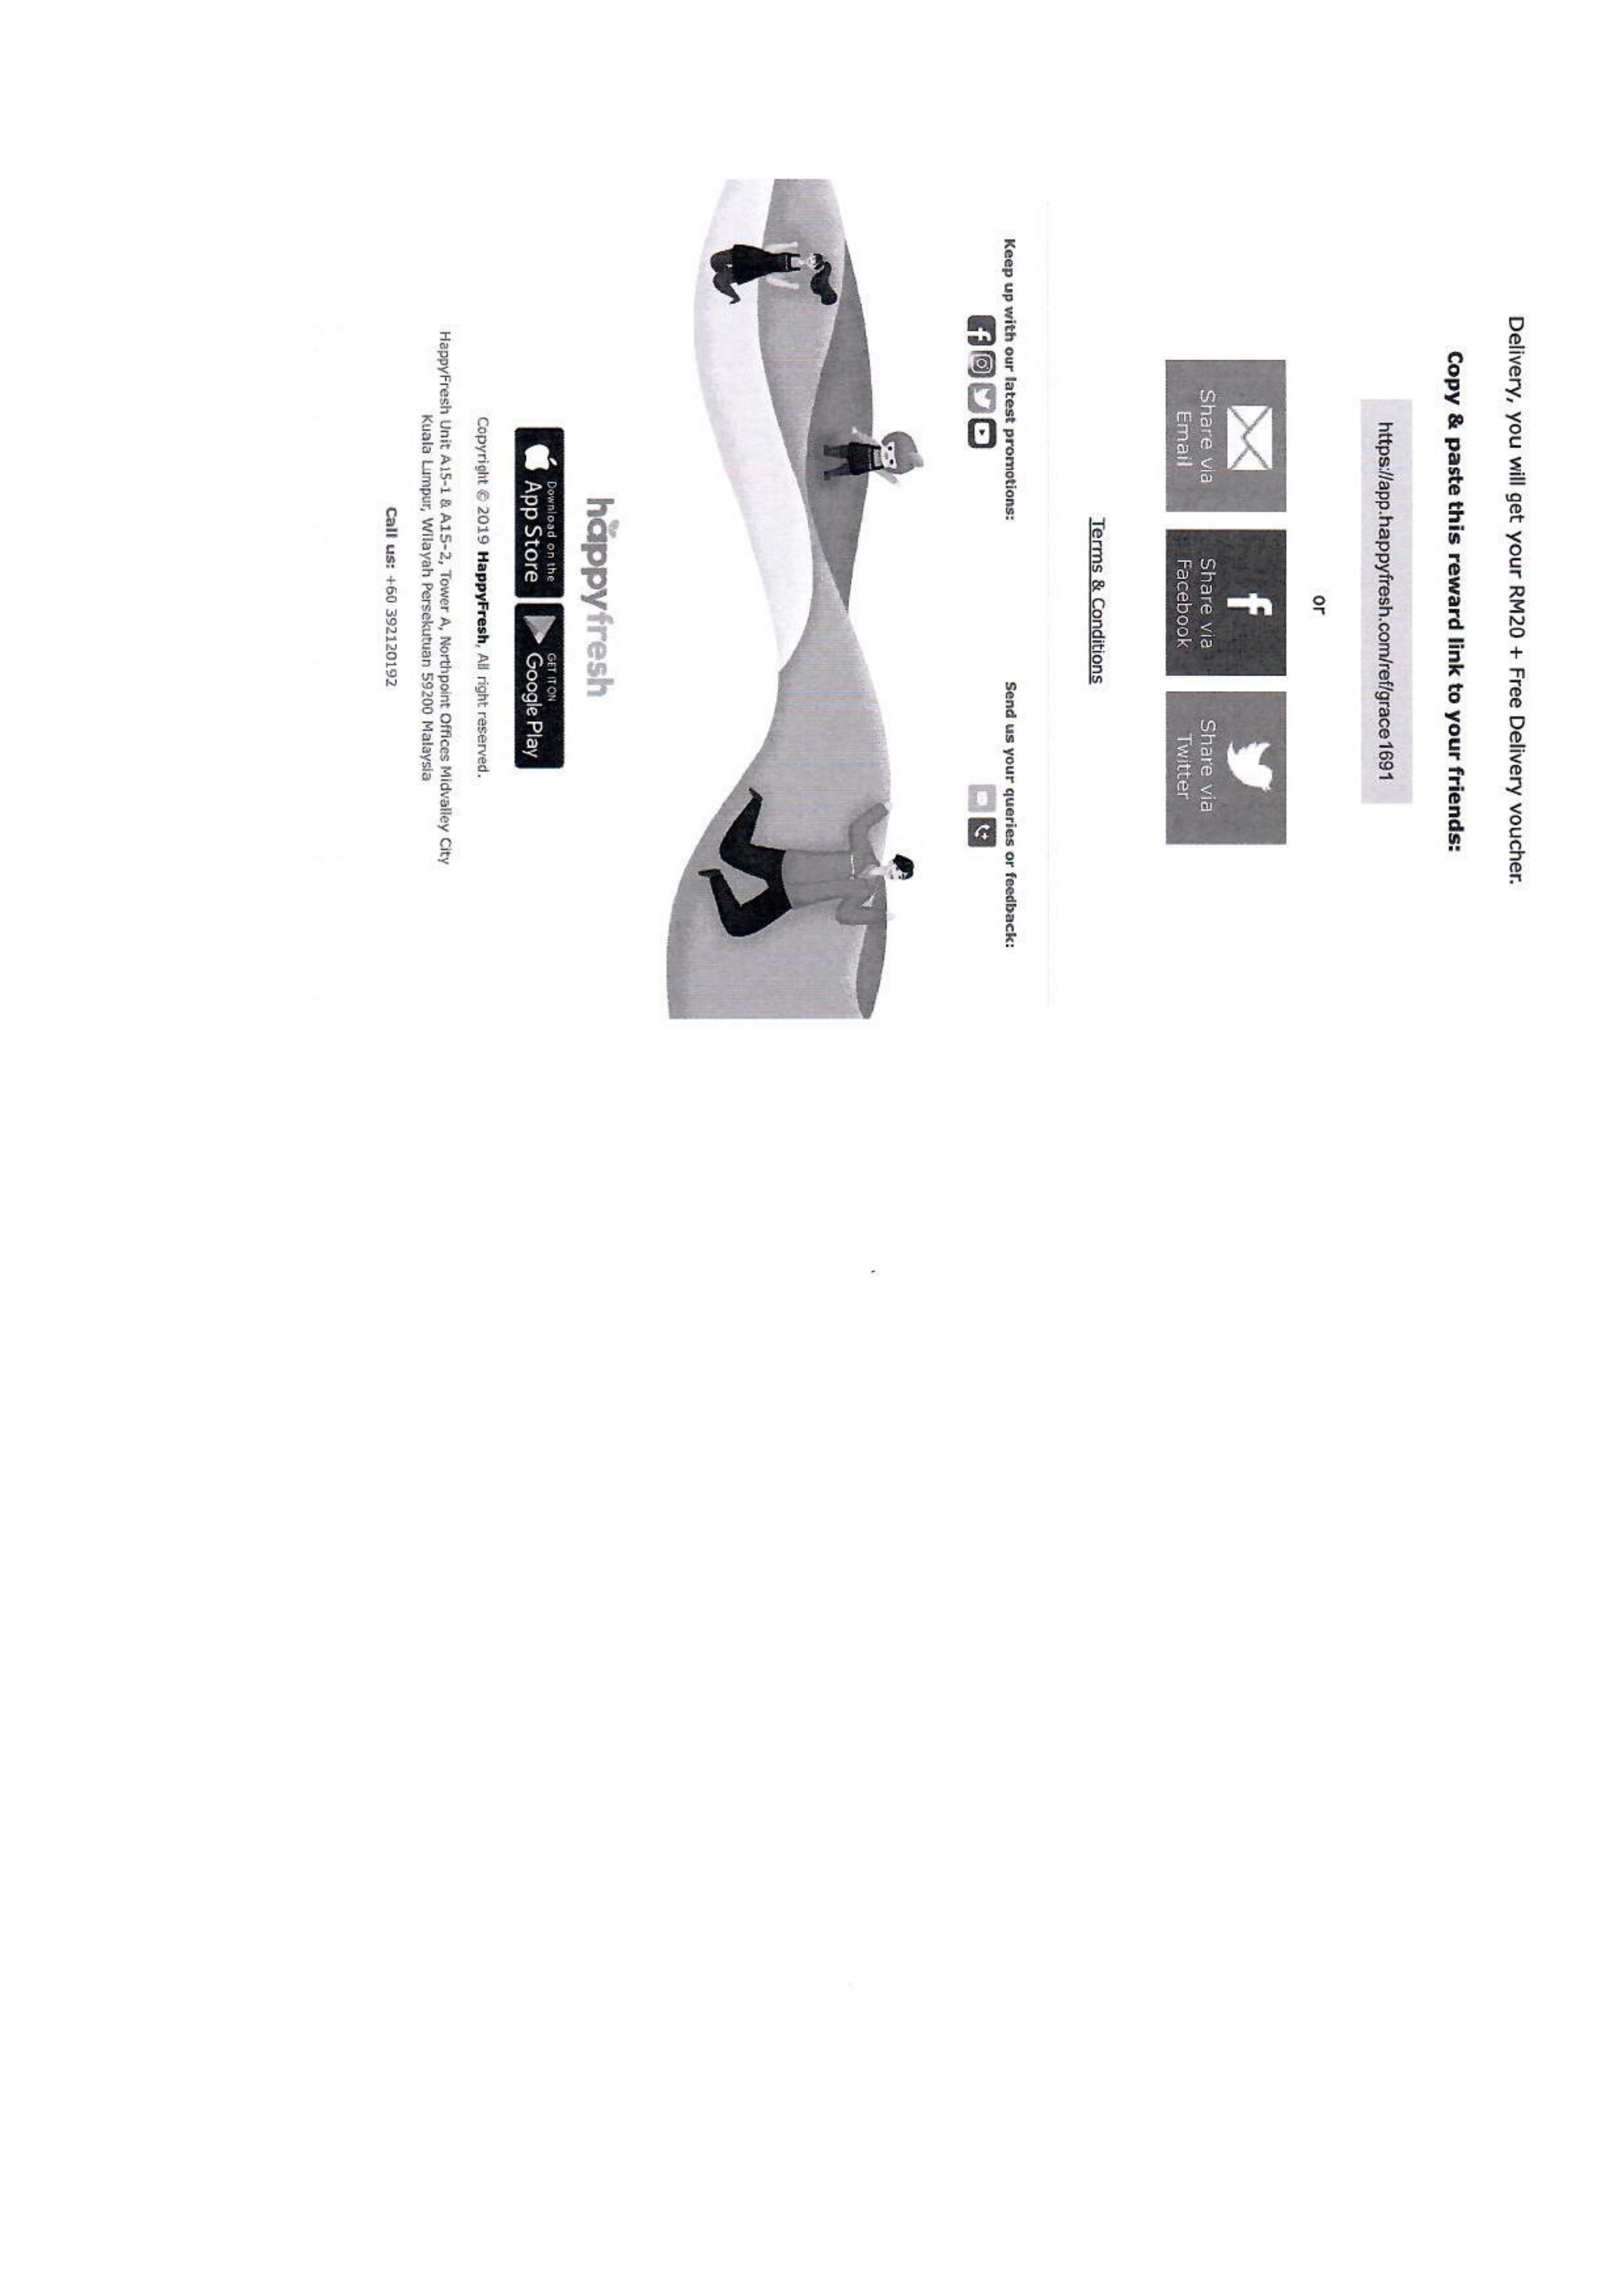 Delivery, you will get your RM20 + Free Delivery voucher.
Copy & paste this reward link to your friends:
https://app.happyfresh.com/ref/grace1691
or
Share via
Email
Share via
Facebook
Share via
Twitter
Terms & Conditions
Keep up with our latest promotions:
Send us your queries or feedback:
happyfresh
Download on the
App Store
GET IT ON
Google Play
Copyright © 2019 HappyFresh, All right reserved.
HappyFresh Unit A15-1 & A15-2, Tower A, Northpoint Offices Midvalley City
Kuala Lumpur, Wilayah Persekutuan 59200 Malaysia
Call us: +60 392120192